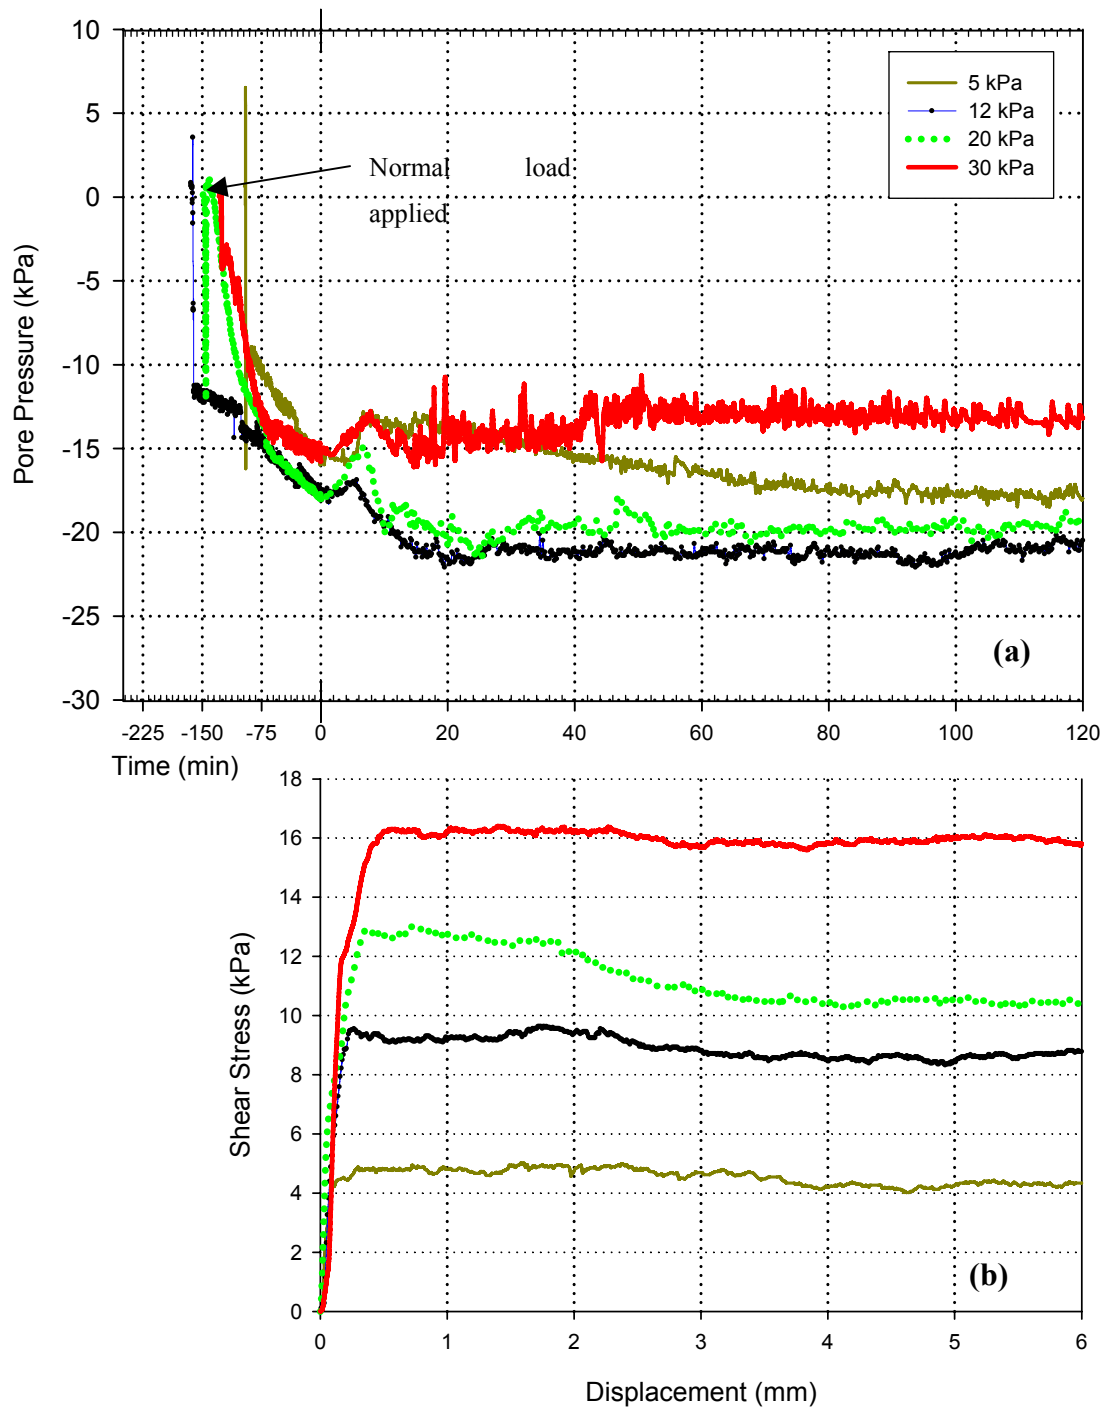 10
5
0
-5
-10
-15
-20
-25
-30
Pore Pressure (kPa)
5 kPa
12 kPa
20 kPa
30 kPa
Normal load
applied
(a)
-225 -150 -75 0 20 40 60 80 100 120
Time (min)
18
16
14
12
10
8
6
4
2
0
Shear Stress (kPa)
(b)
0 1 2 3 4 5 6
Displacement (mm)